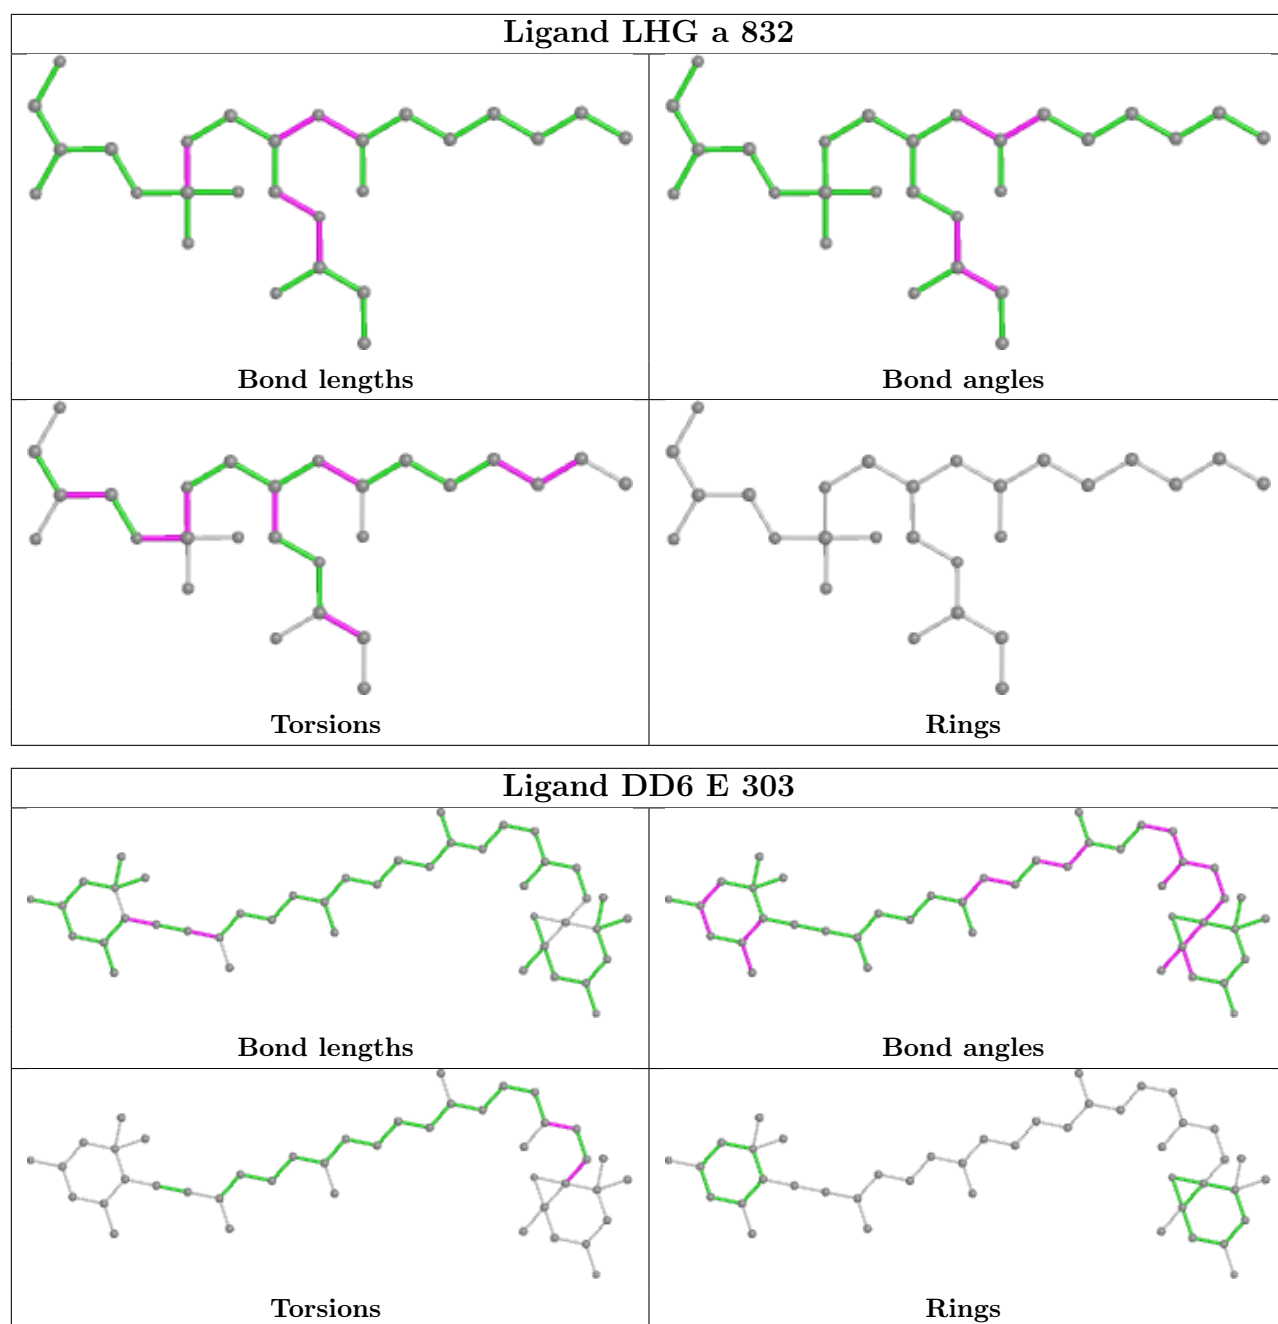 Ligand LHG a 832
Bond lengths
Bond angles
Torsions
Rings
Ligand DD6 E 303
Bond lengths
Bond angles
Torsions
Rings